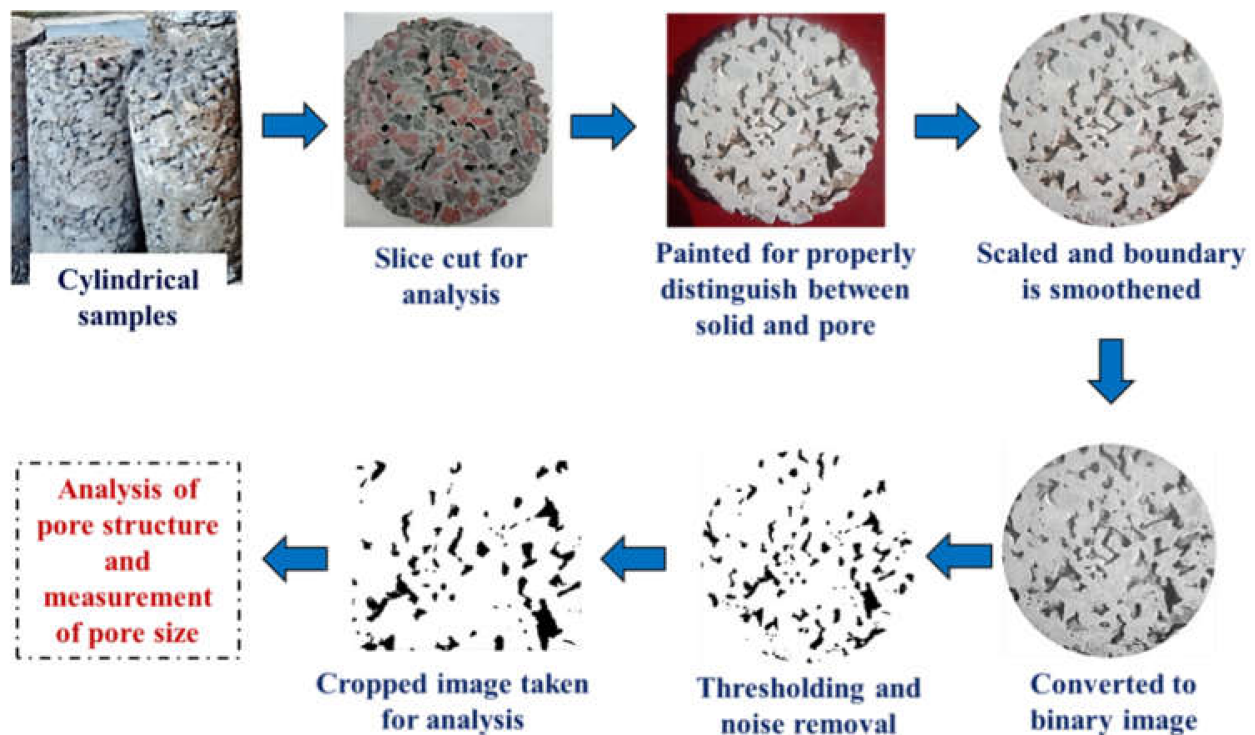 Cylindrical
samples
Slice cut for
analysis
Painted for properly
distinguish between
solid and pore
Scaled and boundary
is smoothened
Converted to
binary image
Thresholding and
noise removal
Cropped image taken
for analysis
Analysis of
pore structure
and
measurement
of pore size